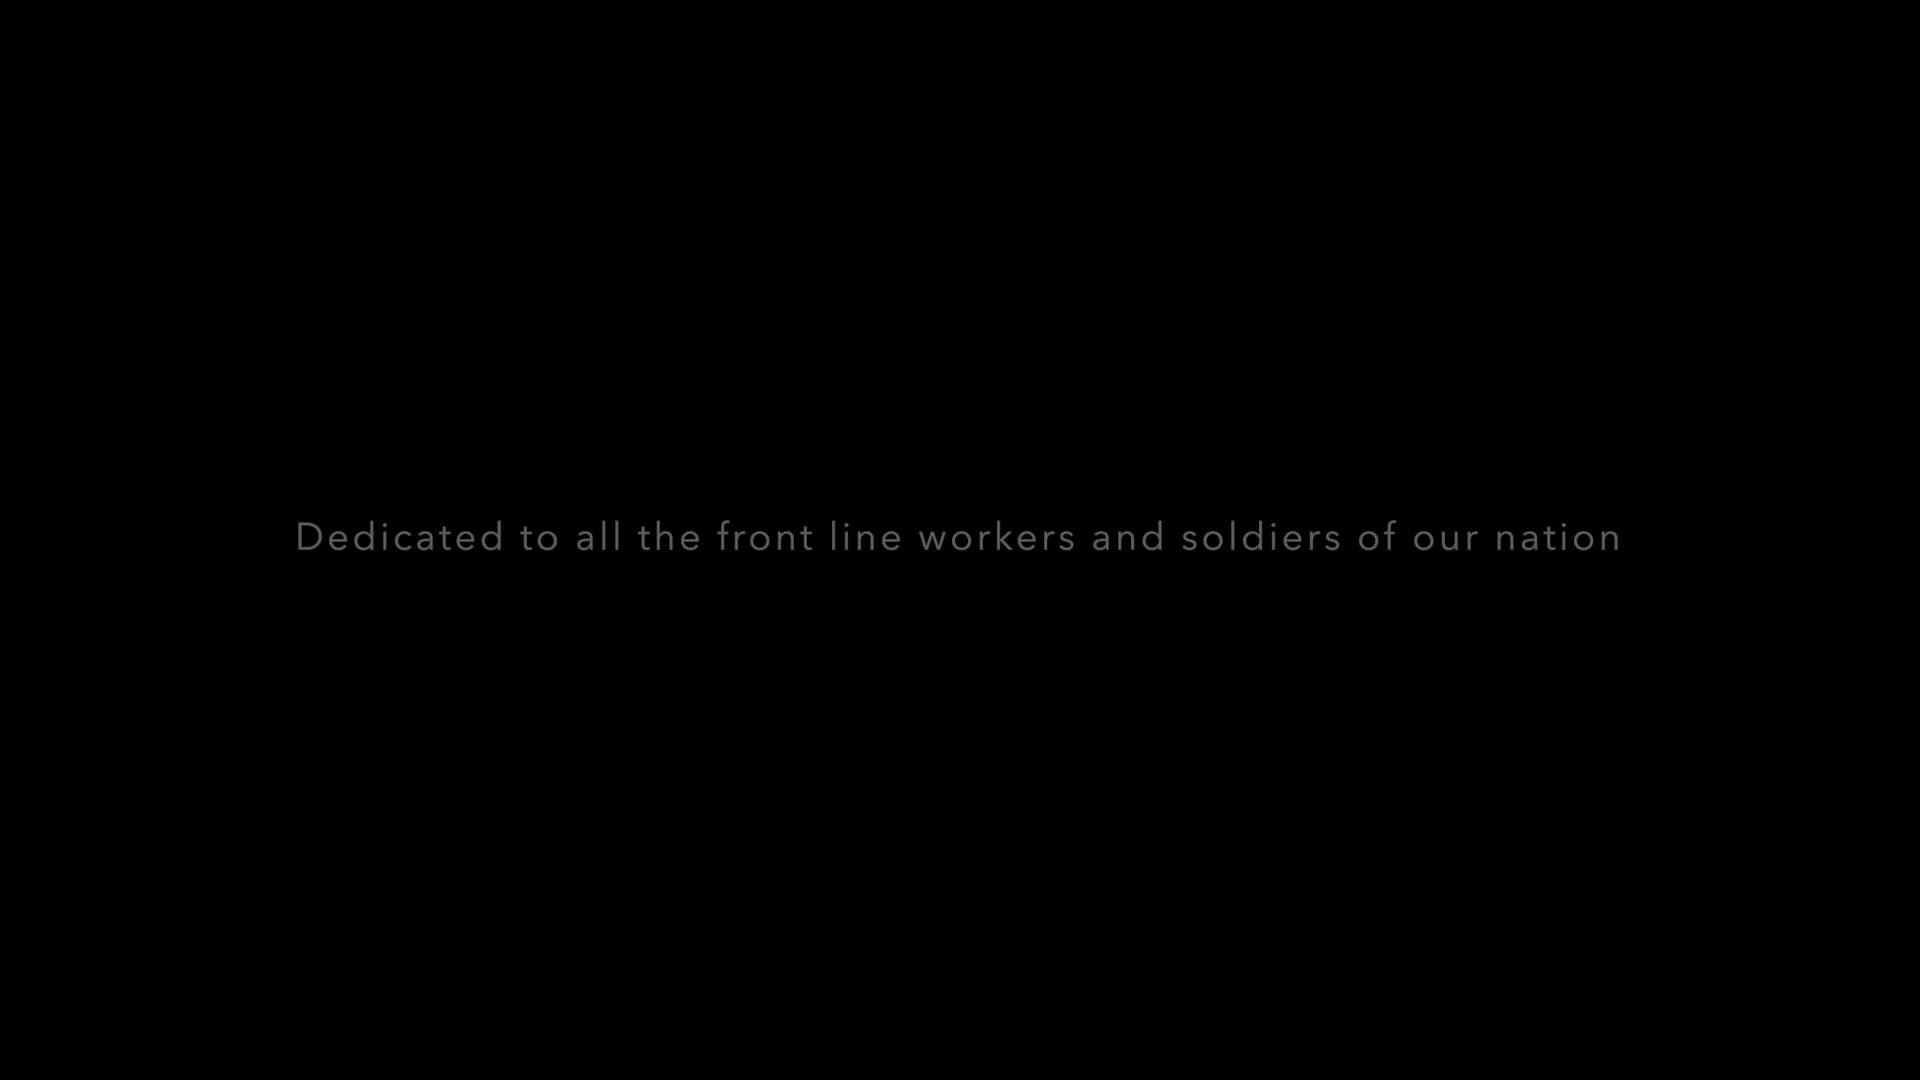 Dedicated to all the front line workers and soldiers of our nation